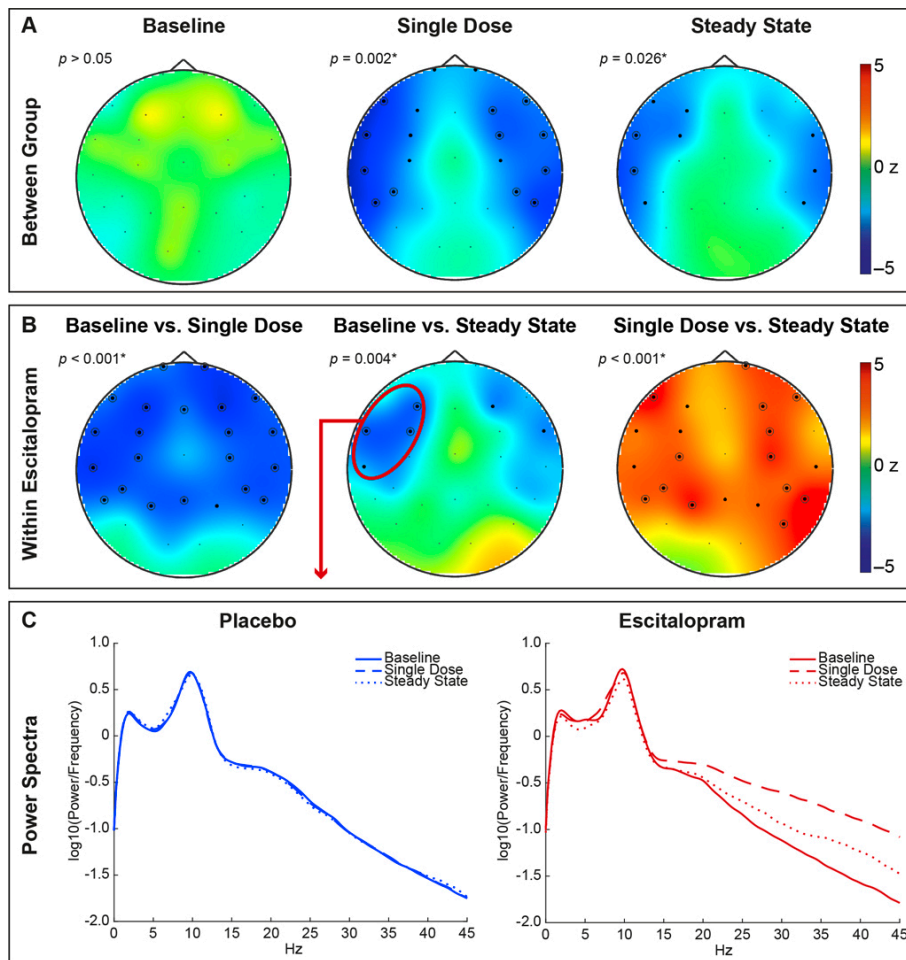 A
Baseline
Single Dose
Steady State
p > 0.05
p = 0.002*
p = 0.026*
Between Group
5
0 z
–5
B
Baseline vs. Single Dose
Baseline vs. Steady State
Single Dose vs. Steady State
p < 0.001*
p = 0.004*
p < 0.001*
Within Escitalopram
5
0 z
–5
C
Placebo
Escitalopram
Power Spectra
log10(Power/Frequency)
1.0
0.5
0
-0.5
-1.0
-1.5
-2.0
Baseline
Single Dose
Steady State
0 5 10 15 20 25 30 35 40 45
Hz
log10(Power/Frequency)
1.0
0.5
0
-0.5
-1.0
-1.5
-2.0
Baseline
Single Dose
Steady State
0 5 10 15 20 25 30 35 40 45
Hz